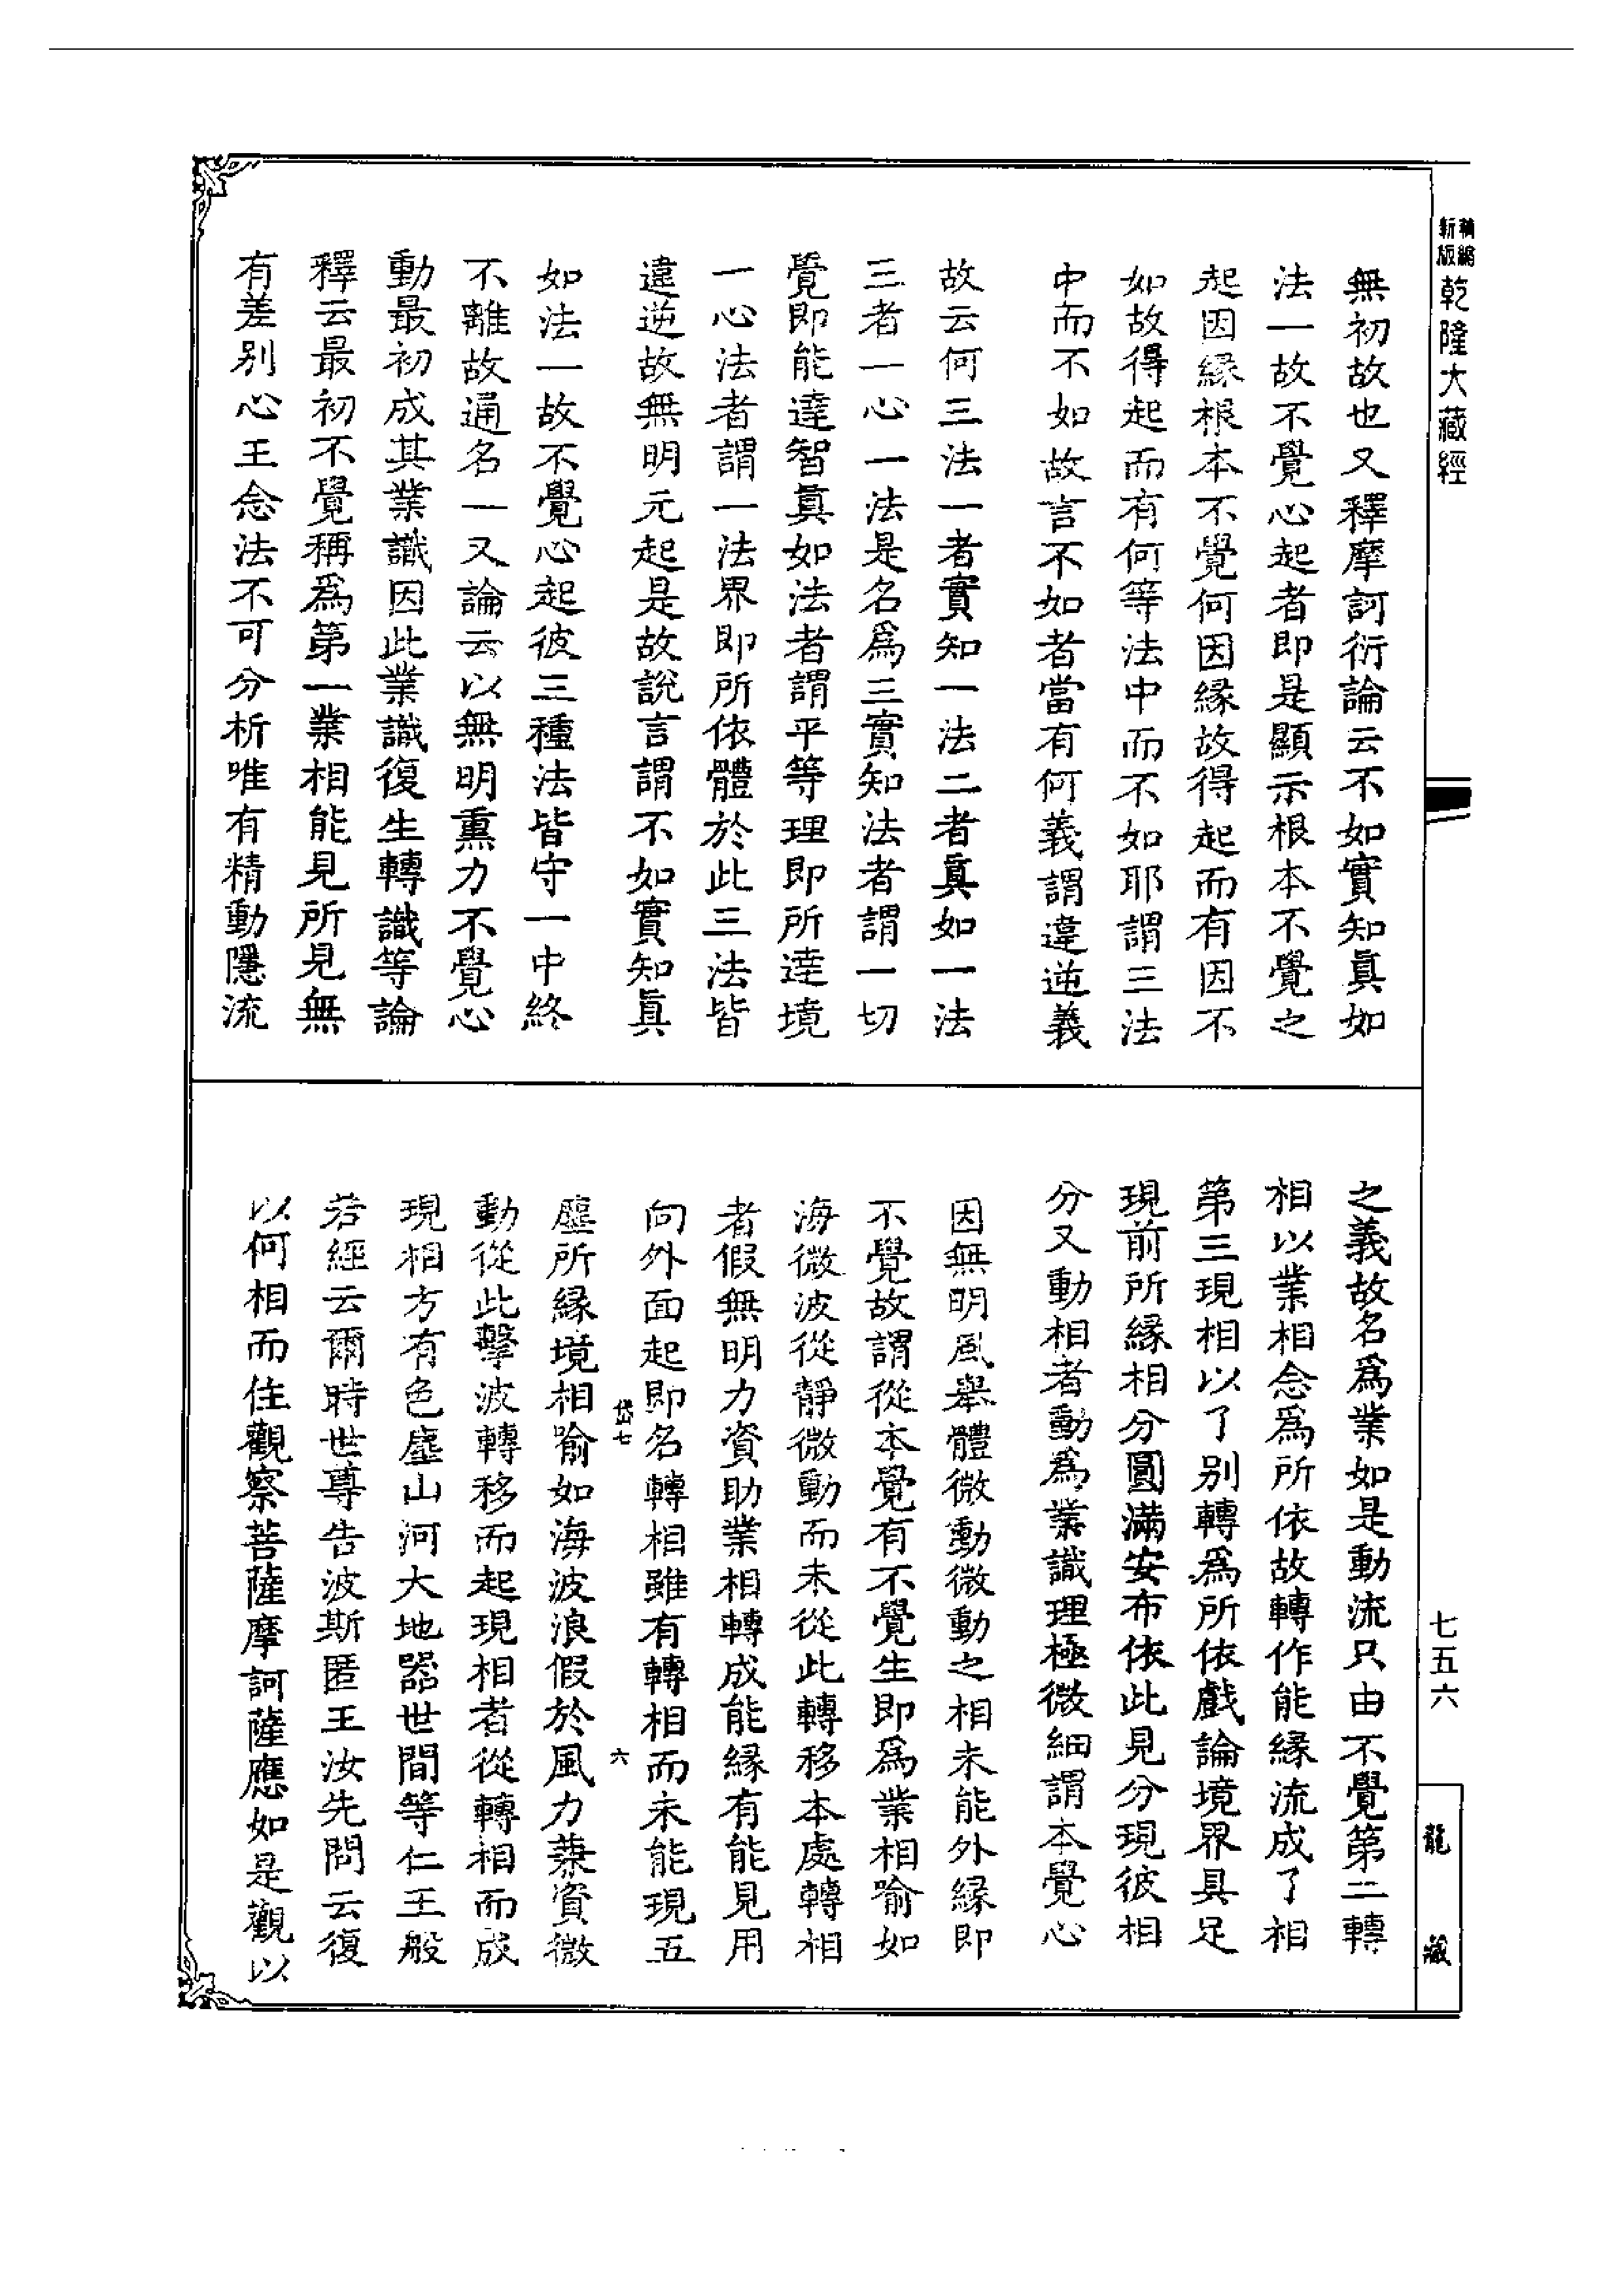 新編縮版 乾隆大藏經
無初故也又釋摩訶衍論云不如實知眞如
法一故不覺心起者即是顯示根本不覺之
起因緣根本不覺何因緣故得起而有因不
如故得起而有何等法中而不如耶謂三法
中而不如故言不如者當有何義謂違逆義
故云何三法一者實知一法二者眞如一法
三者一心一法是名爲三實知法者謂一切
覺即能達智眞如法者謂平等理即所達境
一心法者謂一法界即所依體於此三法皆
違逆故無明元起是故說言謂不如實知眞
如法一故不覺心起彼三種法皆守一中終
不離故通名一又論云以無明熏力不覺心
動最初成其業識因此業識復生轉識等論
釋云最初不覺稱爲第一業相能見所見無
有差别心王念法不可分析唯有精動隱流
之義故名爲業如是動流只由不覺第二轉
相以業相念爲所依故轉作能緣流成了相
第三現相以了别轉爲所依戲論境界具足
現前所緣相分圓滿安布依此見分現彼相
分又動相者動爲業識理極微細謂本覺心
因無明風舉體微動微動之相未能外緣即
不覺故謂從本覺有不覺生即爲業相喻如
海微波從靜微動而未從此轉移本處轉相
者假無明力資助業相轉成能緣有能見用
向外面起即名轉相雖有轉相而未能現五
岱七 六
塵所緣境相喻如海波浪假於風力兼資微
動從此擊波轉移而起現相者從轉相而成
現相方有色塵山河大地器世間等仁王般
若經云爾時世尊告波斯匿王汝先問云復
以何相而住觀察菩薩摩訶薩應如是觀以
七五六
龍藏